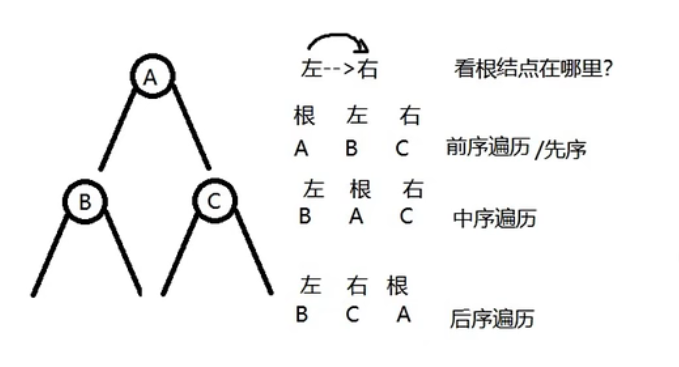 A
B
C
左-->右 看根结点在哪里?
根 左 右
A B C 前序遍历 /先序
左 根 右
B A C 中序遍历
左 右 根
B C A 后序遍历